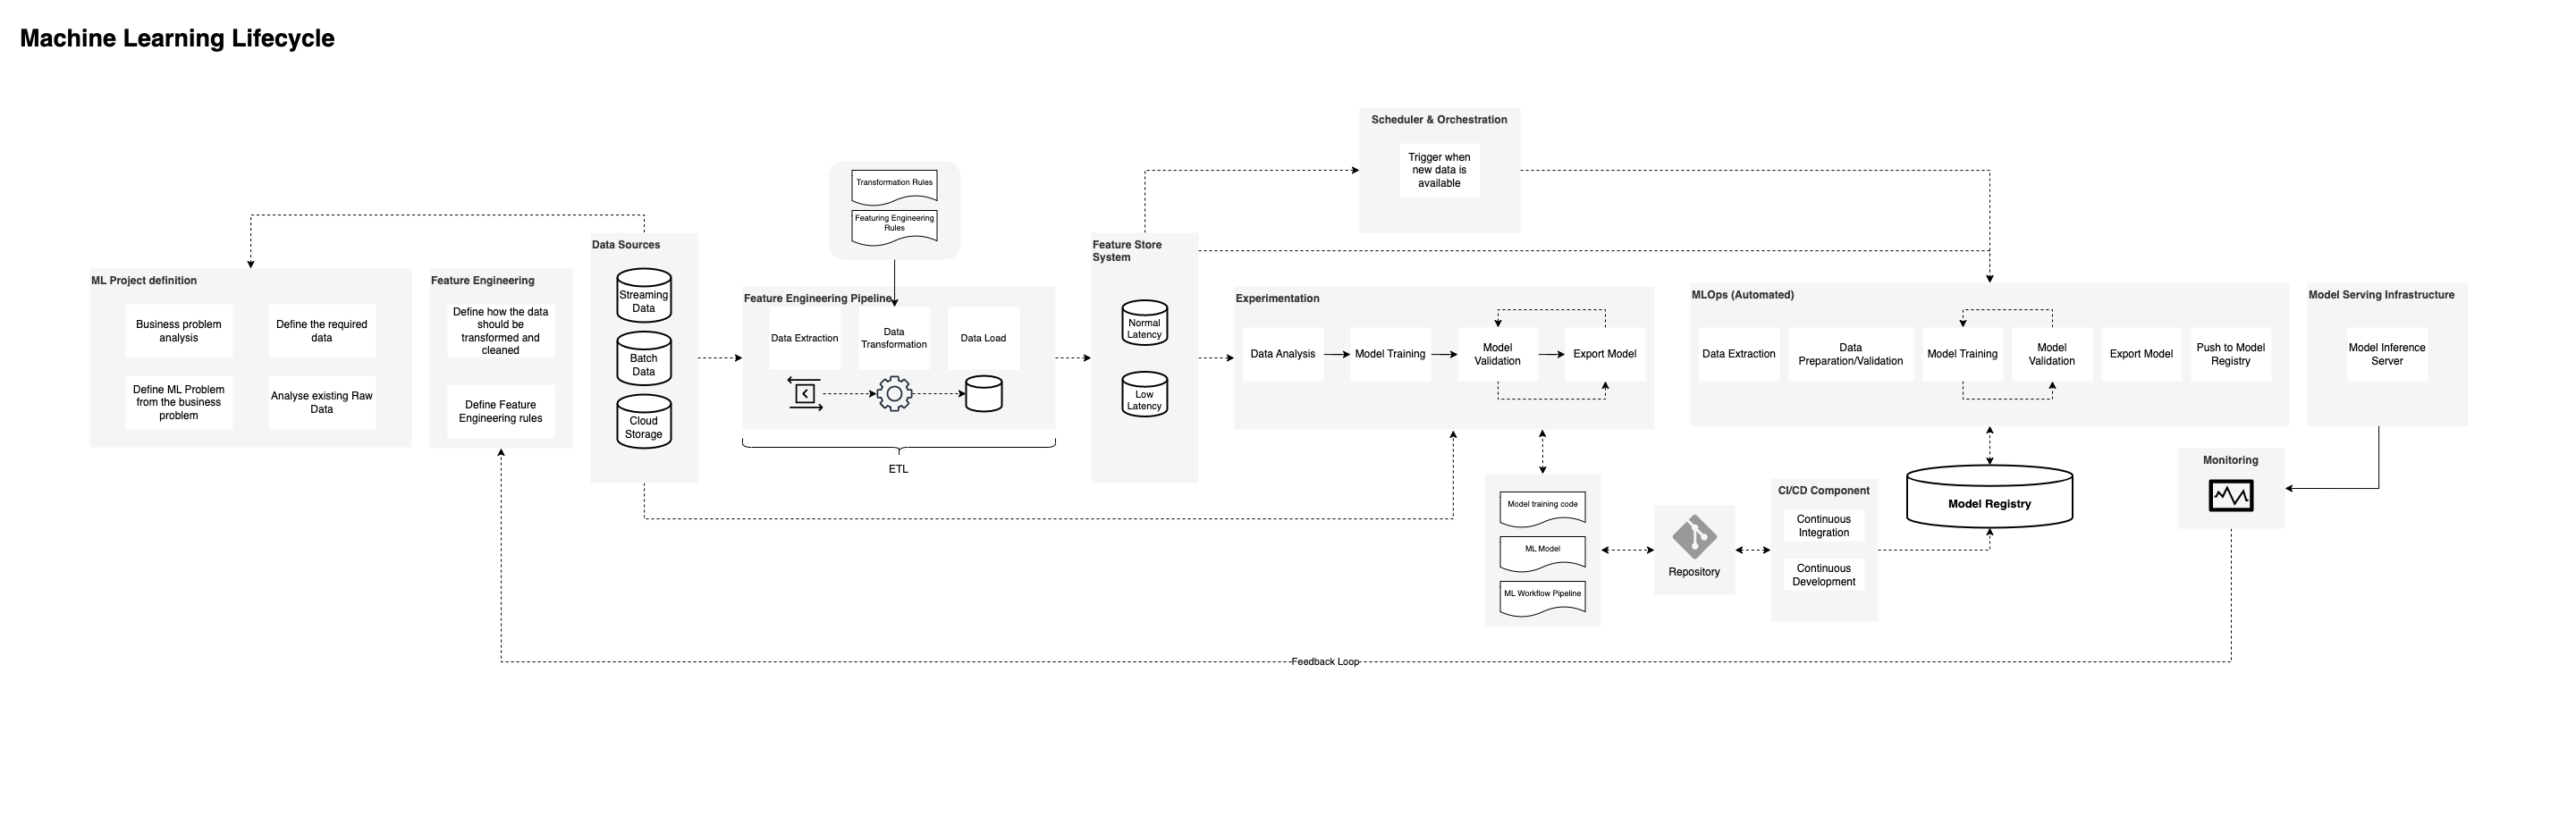 Machine Learning Lifecycle
ML Project definition
Business problem
analysis
Define the required
data
Define ML Problem
from the business
problem
Analyse existing Raw
Data
Feature Engineering
Define how the data
should be
transformed and
cleaned
Define Feature
Engineering rules
Data Sources
Streaming
Data
Batch
Data
Cloud
Storage
Transformation Rules
Featuring Engineering
Rules
Feature Engineering Pipeline
Data Extraction
Data
Transformation
Data Load
ETL
Feature Store
System
Normal
Latency
Low
Latency
Scheduler & Orchestration
Trigger when
new data is
available
Experimentation
Data Analysis
Model Training
Model
Validation
Export Model
Model training code
ML Model
ML Workflow Pipeline
Repository
CI/CD Component
Continuous
Integration
Continuous
Development
MLOps (Automated)
Data Extraction
Data
Preparation/Validation
Model Training
Model
Validation
Export Model
Push to Model
Registry
Model Registry
Model Serving Infrastructure
Model Inference
Server
Monitoring
Feedback Loop